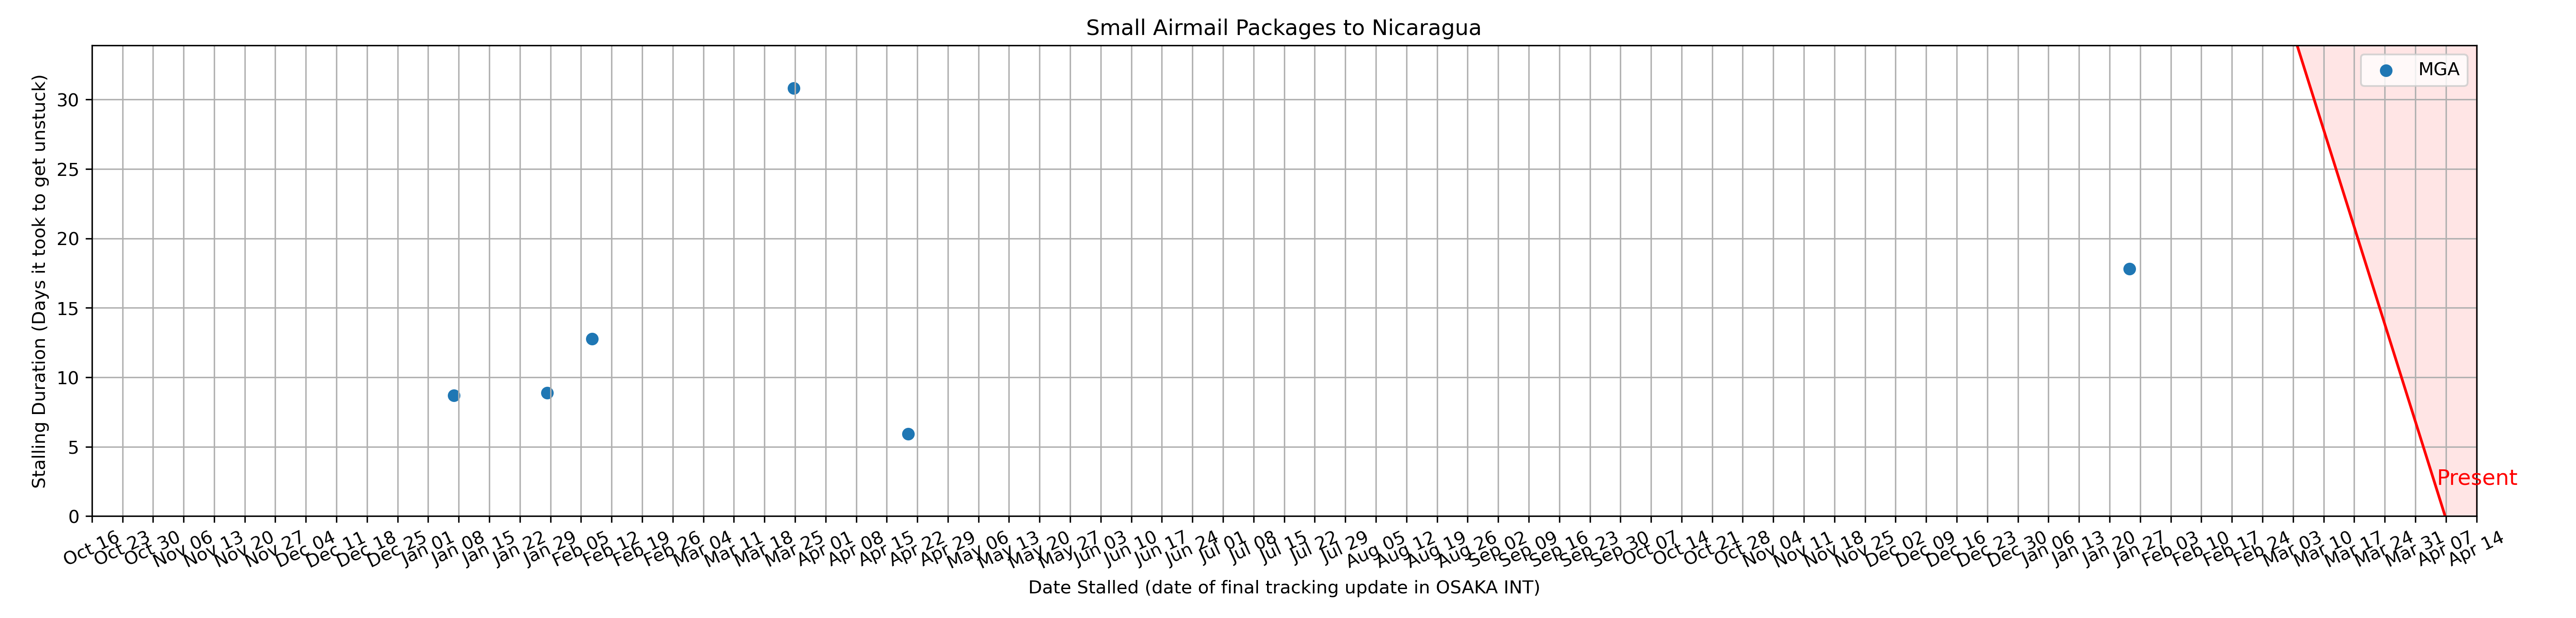 Small Airmail Packages to Nicaragua
MGA
Stalling Duration (Days it took to get unstuck)
30
25
20
15
10
5
0
Present
Oct 16 Oct 23 Oct 30 Nov 06 Nov 13 Nov 20 Nov 27 Dec 04 Dec 11 Dec 18 Dec 25 Jan 01 Jan 08 Jan 15 Jan 22 Jan 29 Feb 05 Feb 12 Feb 19 Feb 26 Mar 04 Mar 11 Mar 18 Mar 25 Apr 01 Apr 08 Apr 15 Apr 22 Apr 29 May 06 May 13 May 20 May 27 Jun 03 Jun 10 Jun 17 Jun 24 Jul 01 Jul 08 Jul 15 Jul 22 Jul 29 Aug 05 Aug 12 Aug 19 Aug 26 Sep 02 Sep 09 Sep 16 Sep 23 Sep 30 Oct 07 Oct 14 Oct 21 Oct 28 Nov 04 Nov 11 Nov 18 Nov 25 Dec 02 Dec 09 Dec 16 Dec 23 Dec 30 Jan 06 Jan 13 Jan 20 Jan 27 Feb 03 Feb 10 Feb 17 Feb 24 Mar 03 Mar 10 Mar 17 Mar 24 Mar 31 Apr 07 Apr 14
Date Stalled (date of final tracking update in OSAKA INT)